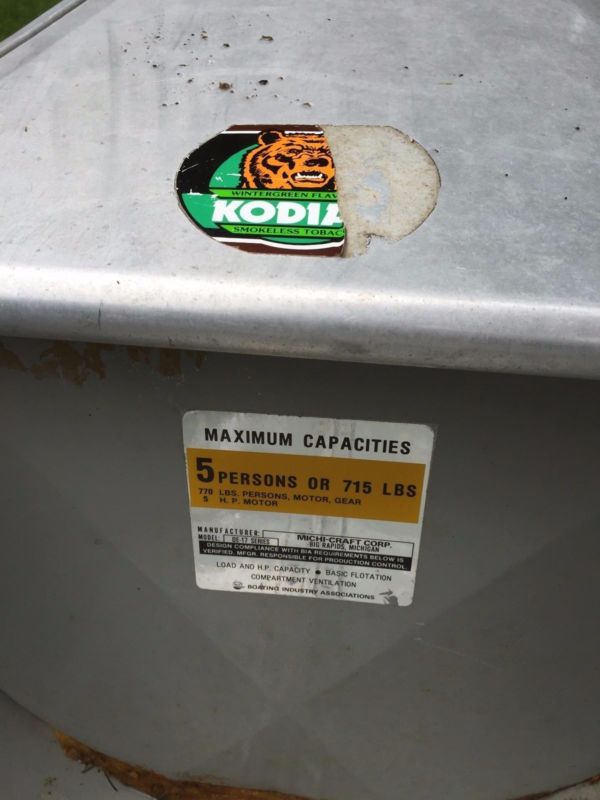 WINTERGREEN FLAV
KODIA
SMOKELESS TOBAC
MAXIMUM CAPACITIES
5 PERSONS OR 715 LBS
770 LBS. PERSONS, MOTOR, GEAR
5 H. P. MOTOR
MANUFACTURER: MICHI-CRAFT CORP.
BIG RAPIDS, MICHIGAN
MODEL: SERIES
DESIGN COMPLIANCE WITH BIA REQUIREMENTS BELOW IS
VERIFIED. MFGR. RESPONSIBLE FOR PRODUCTION CONTROL.
LOAD AND H.P. CAPACITY • BASIC FLOTATION
COMPARTMENT VENTILATION
BOATING INDUSTRY ASSOCIATIONS